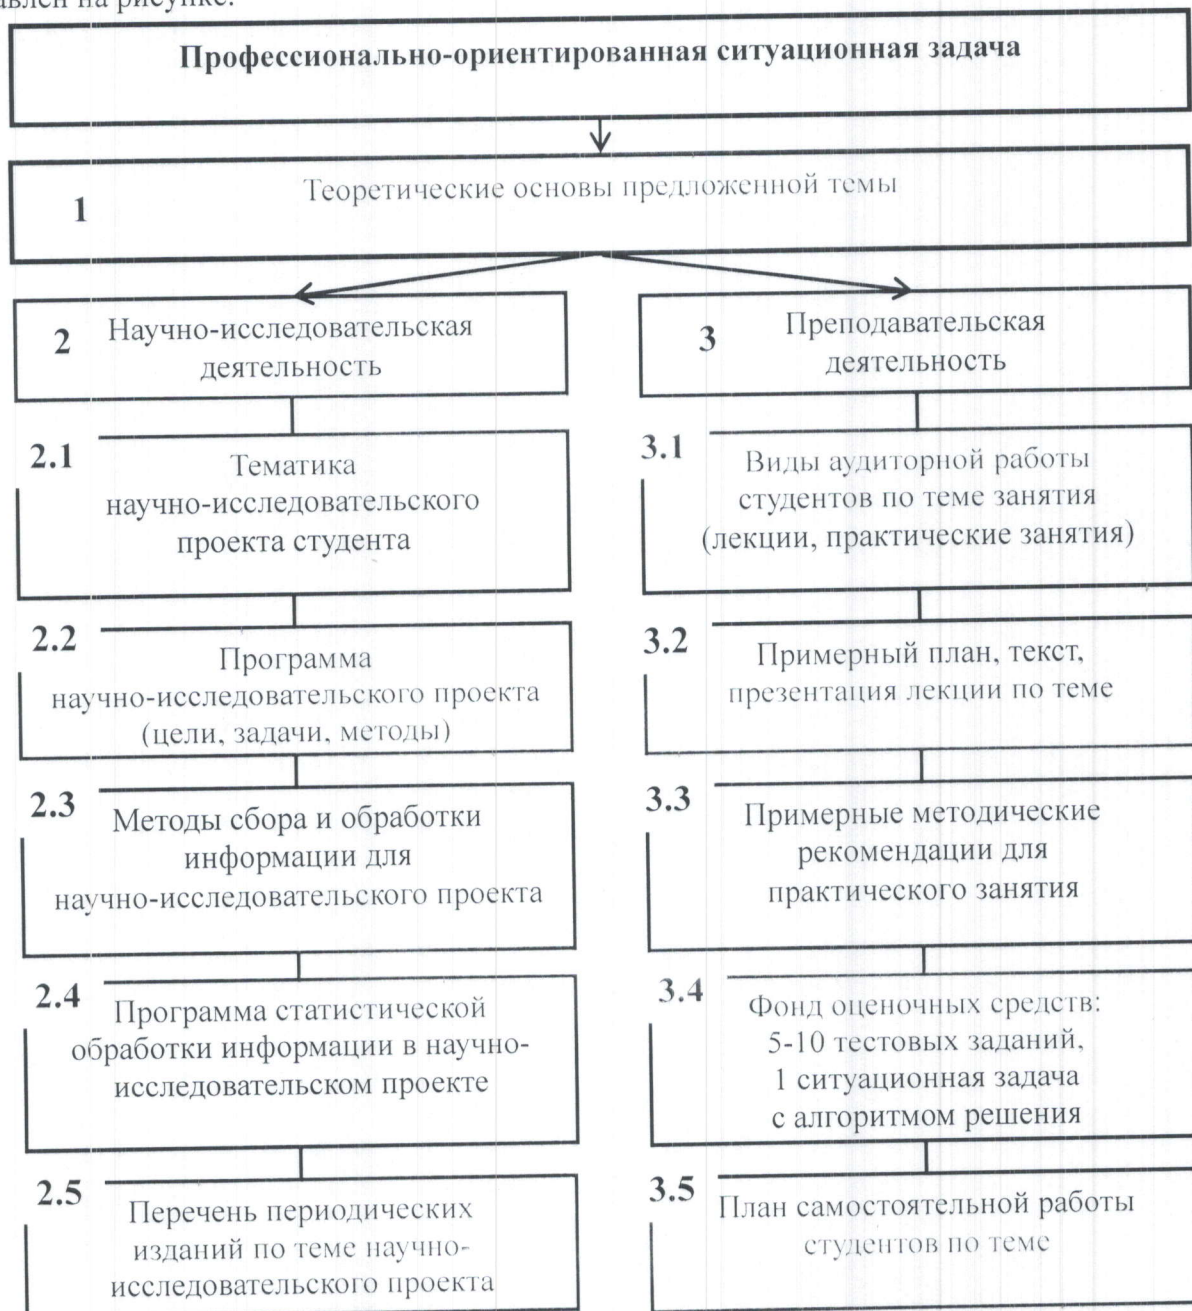 на рисунке.
Профессионально-ориентированная ситуационная задача
1
Теоретические основы предложенной темы
2
Научно-исследовательская
деятельность
2.1
Тематика
научно-исследовательского
проекта студента
2.2
Программа
научно-исследовательского проекта
(цели, задачи, методы)
2.3
Методы сбора и обработки
информации для
научно-исследовательского проекта
2.4
Программа статистической
обработки информации в научно-
исследовательском проекте
2.5
Перечень периодических
изданий по теме научно-
исследовательского проекта
3
Преподавательская
деятельность
3.1
Виды аудиторной работы
студентов по теме занятия
(лекции, практические занятия)
3.2
Примерный план, текст,
презентация лекции по теме
3.3
Примерные методические
рекомендации для
практического занятия
3.4
Фонд оценочных средств:
5-10 тестовых заданий,
1 ситуационная задача
с алгоритмом решения
3.5
План самостоятельной работы
студентов по теме